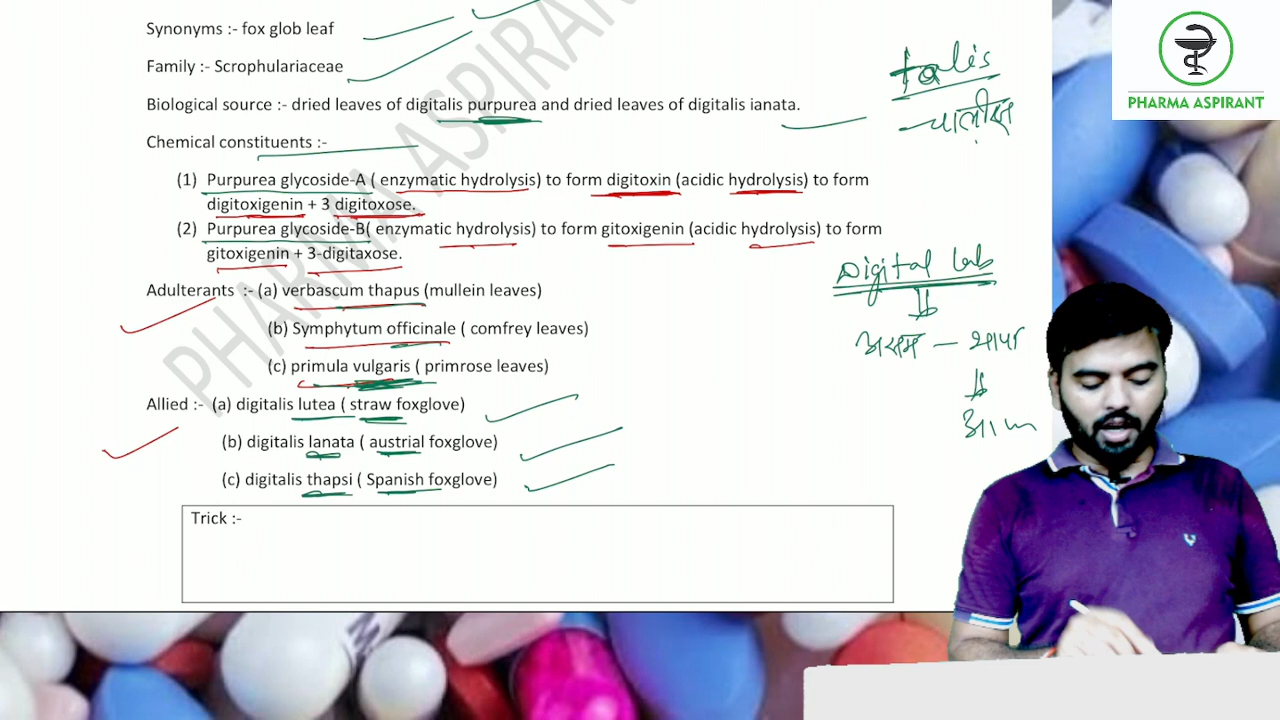 Synonyms :- fox glob leaf
Family :- Scrophulariaceae
Biological source :- dried leaves of digitalis purpurea and dried leaves of digitalis ianata.
Chemical constituents :-
(1) Purpurea glycoside-A ( enzymatic hydrolysis) to form digitoxin (acidic hydrolysis) to form
digitoxigenin + 3 digitoxose.
(2) Purpurea glycoside-B( enzymatic hydrolysis) to form gitoxigenin (acidic hydrolysis) to form
gitoxigenin + 3-digitaxose.
Adulterants :- (a) verbascum thapus (mullein leaves)
(b) Symphytum officinale ( comfrey leaves)
(c) primula vulgaris ( primrose leaves)
Allied :- (a) digitalis lutea ( straw foxglove)
(b) digitalis lanata ( austrial foxglove)
(c) digitalis thapsi ( Spanish foxglove)
Trick :-
PHARMA ASPIRAN
talis
चालीस
Digital lab
PHARMA ASPIRANT